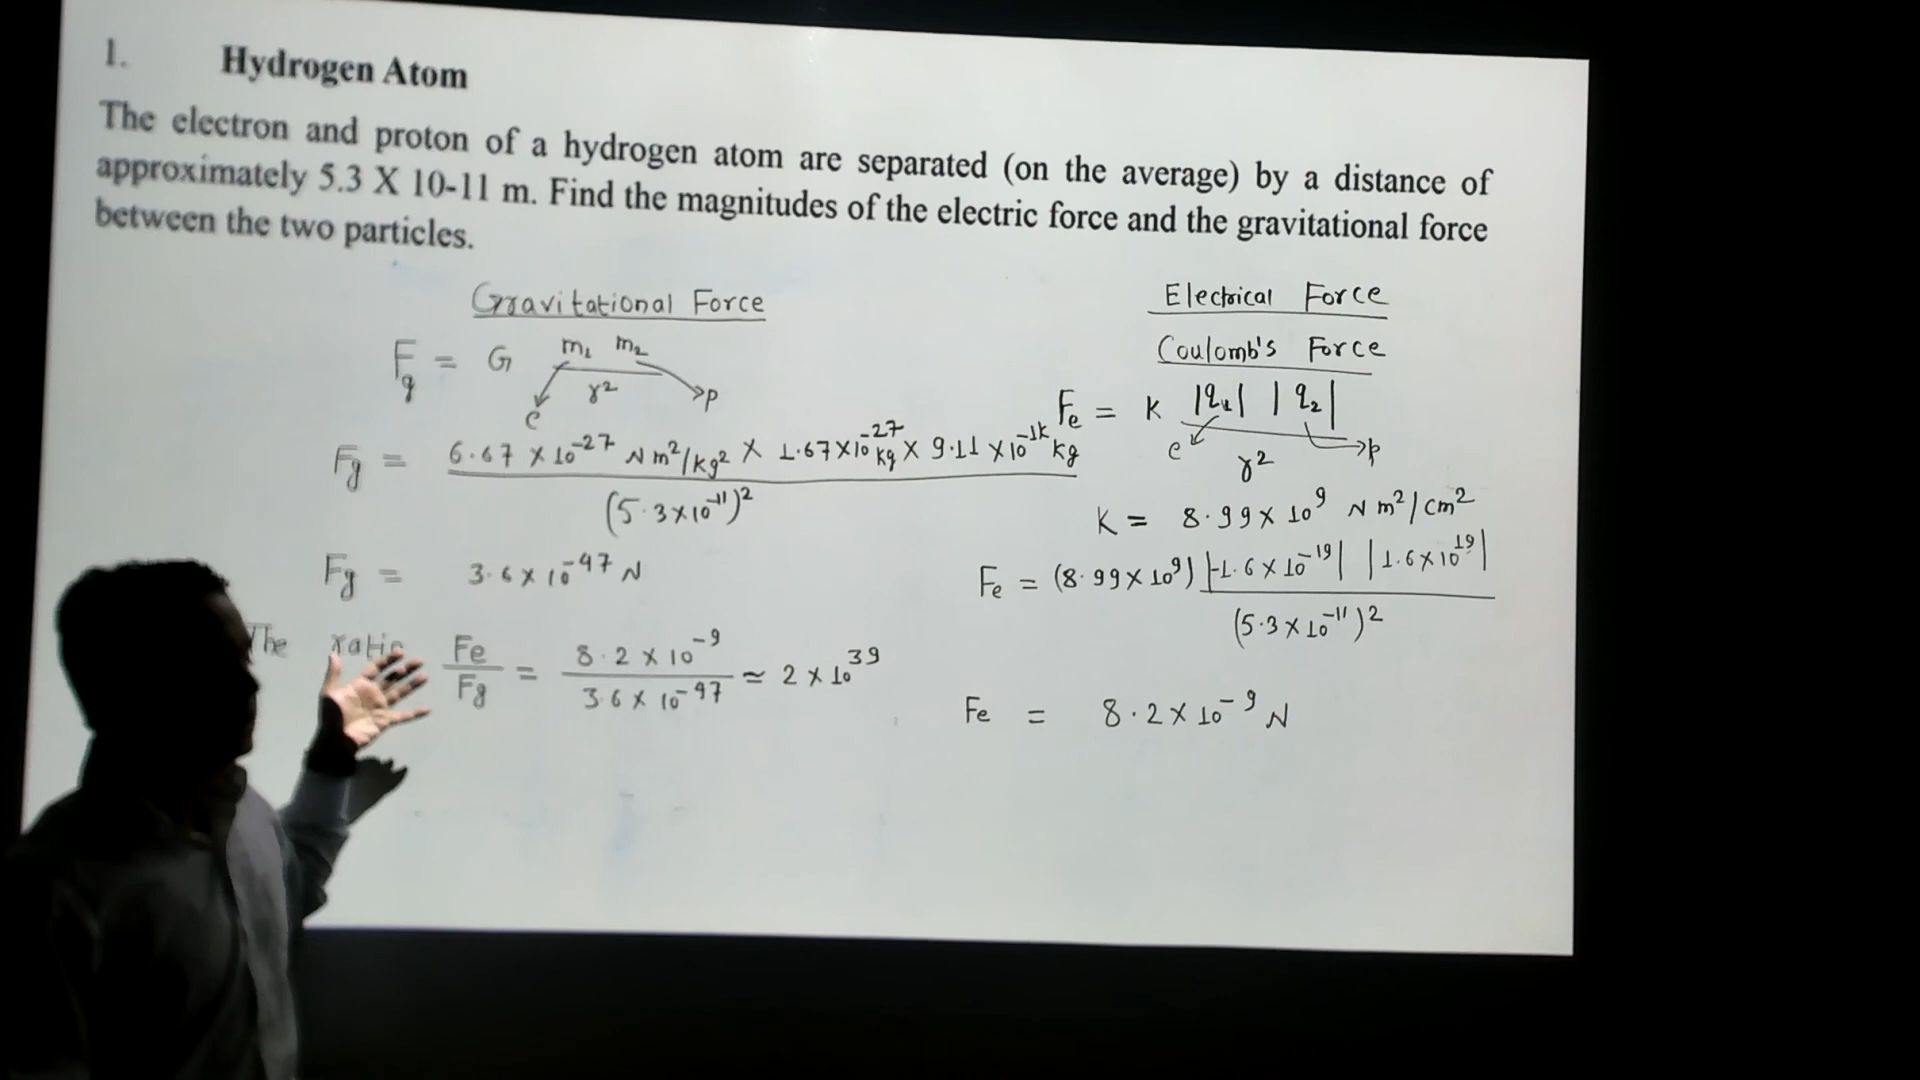 1. Hydrogen Atom
The electron and proton of a hydrogen atom are separated (on the average) by a distance of
approximately 5.3 X 10-11 m. Find the magnitudes of the electric force and the gravitational force
between the two particles.
Gravitational Force
F_g = G m₁ m₂ / r²
e p
Fg = 6.67 × 10⁻²⁷ N m²/kg² × 1.67×10⁻²⁷ kg × 9.11 × 10⁻¹ᵏ kg / (5.3×10⁻¹¹)²
Fg = 3.6 × 10⁻⁴⁷ N
The ratio Fe/Fg = 8.2 × 10⁻⁹ / 3.6 × 10⁻⁴⁷ ≃ 2 × 10³⁹
Electrical Force
Coulomb's Force
Fe = K |q₁| |q₂| / r²
e p
K = 8.99 × 10⁹ N m²/cm²
Fe = (8.99 × 10⁹) |-1.6 × 10⁻¹⁹| |1.6 × 10¹⁹| / (5.3 × 10⁻¹¹)²
Fe = 8.2 × 10⁻⁹ N